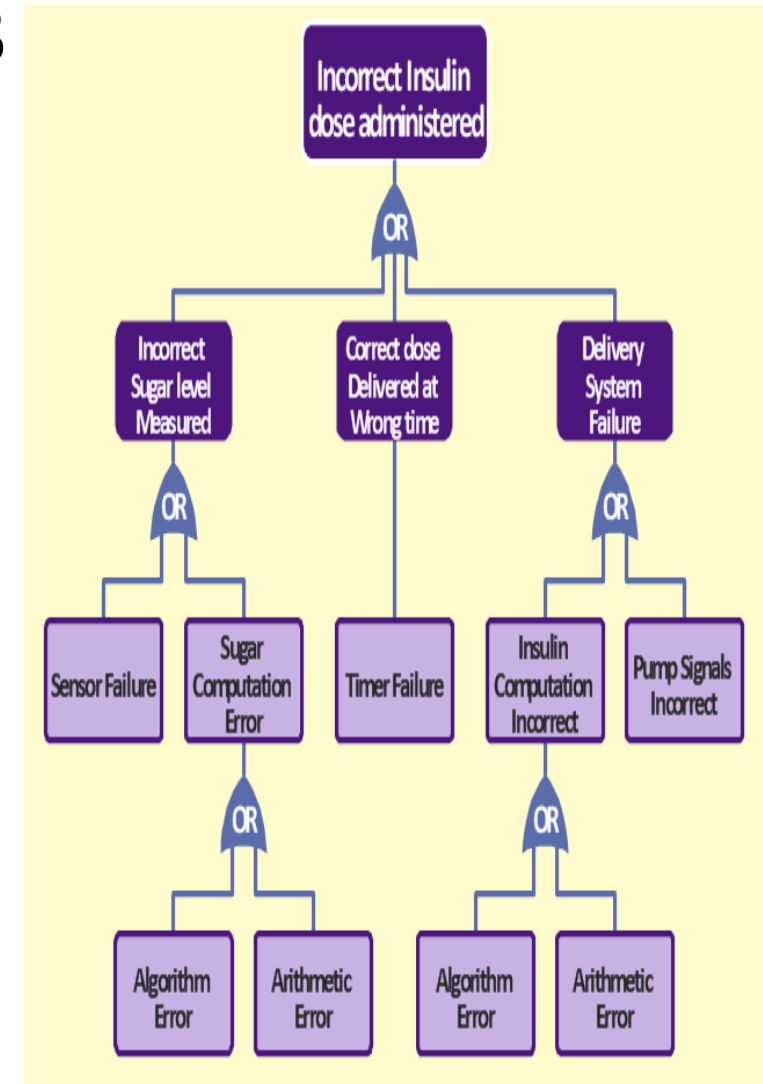 Incorrect Insulin
dose administered
OR
Incorrect
Sugar level
Measured
Correct dose
Delivered at
Wrong time
Delivery
System
Failure
OR
OR
Sensor Failure
Sugar
Computation
Error
Timer Failure
Insulin
Computation
Incorrect
Pump Signals
Incorrect
OR
OR
Algorithm
Error
Arithmetic
Error
Algorithm
Error
Arithmetic
Error